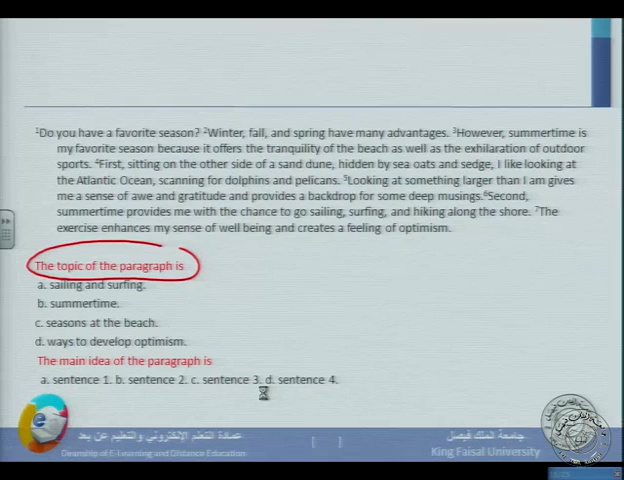 ¹Do you have a favorite season? ²Winter, fall, and spring have many advantages. ³However, summertime is
my favorite season because it offers the tranquility of the beach as well as the exhilaration of outdoor
sports. ⁴First, sitting on the other side of a sand dune, hidden by sea oats and sedge, I like looking at
the Atlantic Ocean, scanning for dolphins and pelicans. ⁵Looking at something larger than I am gives
me a sense of awe and gratitude and provides a backdrop for some deep musings.⁶Second,
summertime provides me with the chance to go sailing, surfing, and hiking along the shore. ⁷The
exercise enhances my sense of well being and creates a feeling of optimism.
The topic of the paragraph is
a. sailing and surfing.
b. summertime.
c. seasons at the beach.
d. ways to develop optimism.
The main idea of the paragraph is
a. sentence 1. b. sentence 2. c. sentence 3. d. sentence 4.
عمادة التعلم الإلكتروني والتعليم عن بعد
Deanship of E-Learning and Distance Education
[ ]
جامعة الملك فيصل
King Faisal University